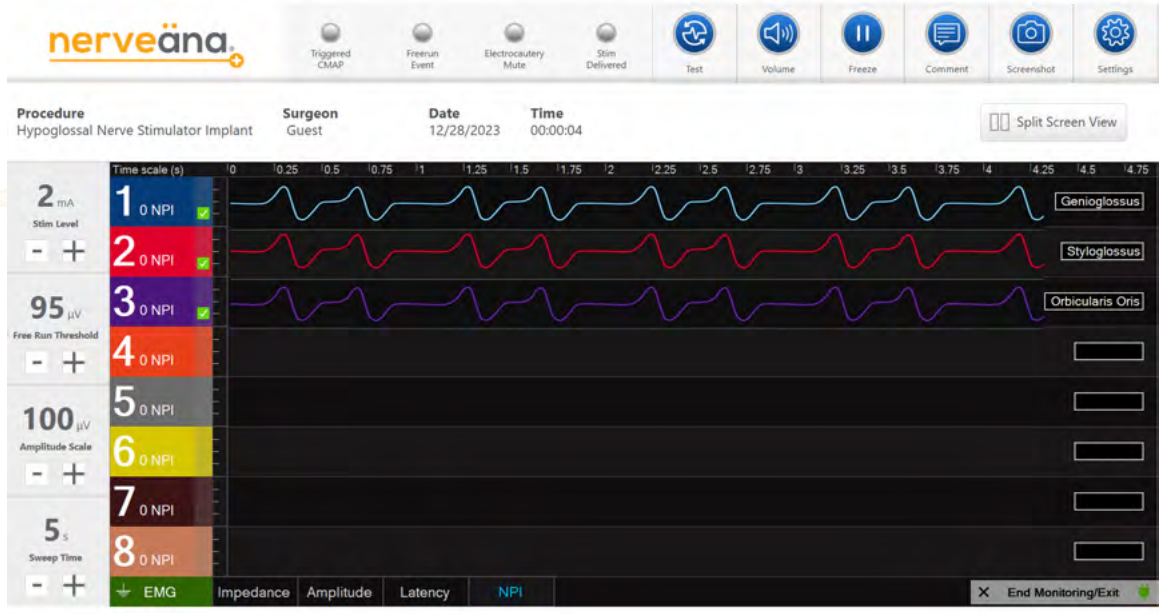 nerveäna.
Triggered
CMAP
Freerun
Event
Electrocautery
Mute
Stim
Delivered
Test
Volume
Freeze
Comment
Screenshot
Settings
Procedure
Hypoglossal Nerve Stimulator Implant
Surgeon
Guest
Date
12/28/2023
Time
00:00:04
Split Screen View
2 mA
Stim Level
- +
95 µV
Free Run Threshold
- +
100 µV
Amplitude Scale
- +
5 s
Sweep Time
- +
Time scale (s) 0 0.25 0.5 0.75 1 1.25 1.5 1.75 2 2.25 2.5 2.75 3 3.25 3.5 3.75 4 4.25 4.5 4.75
1 0 NPI Genioglossus
2 0 NPI Styloglossus
3 0 NPI Orbicularis Oris
4 0 NPI
5 0 NPI
6 0 NPI
7 0 NPI
8 0 NPI
EMG Impedance Amplitude Latency NPI X End Monitoring/Exit